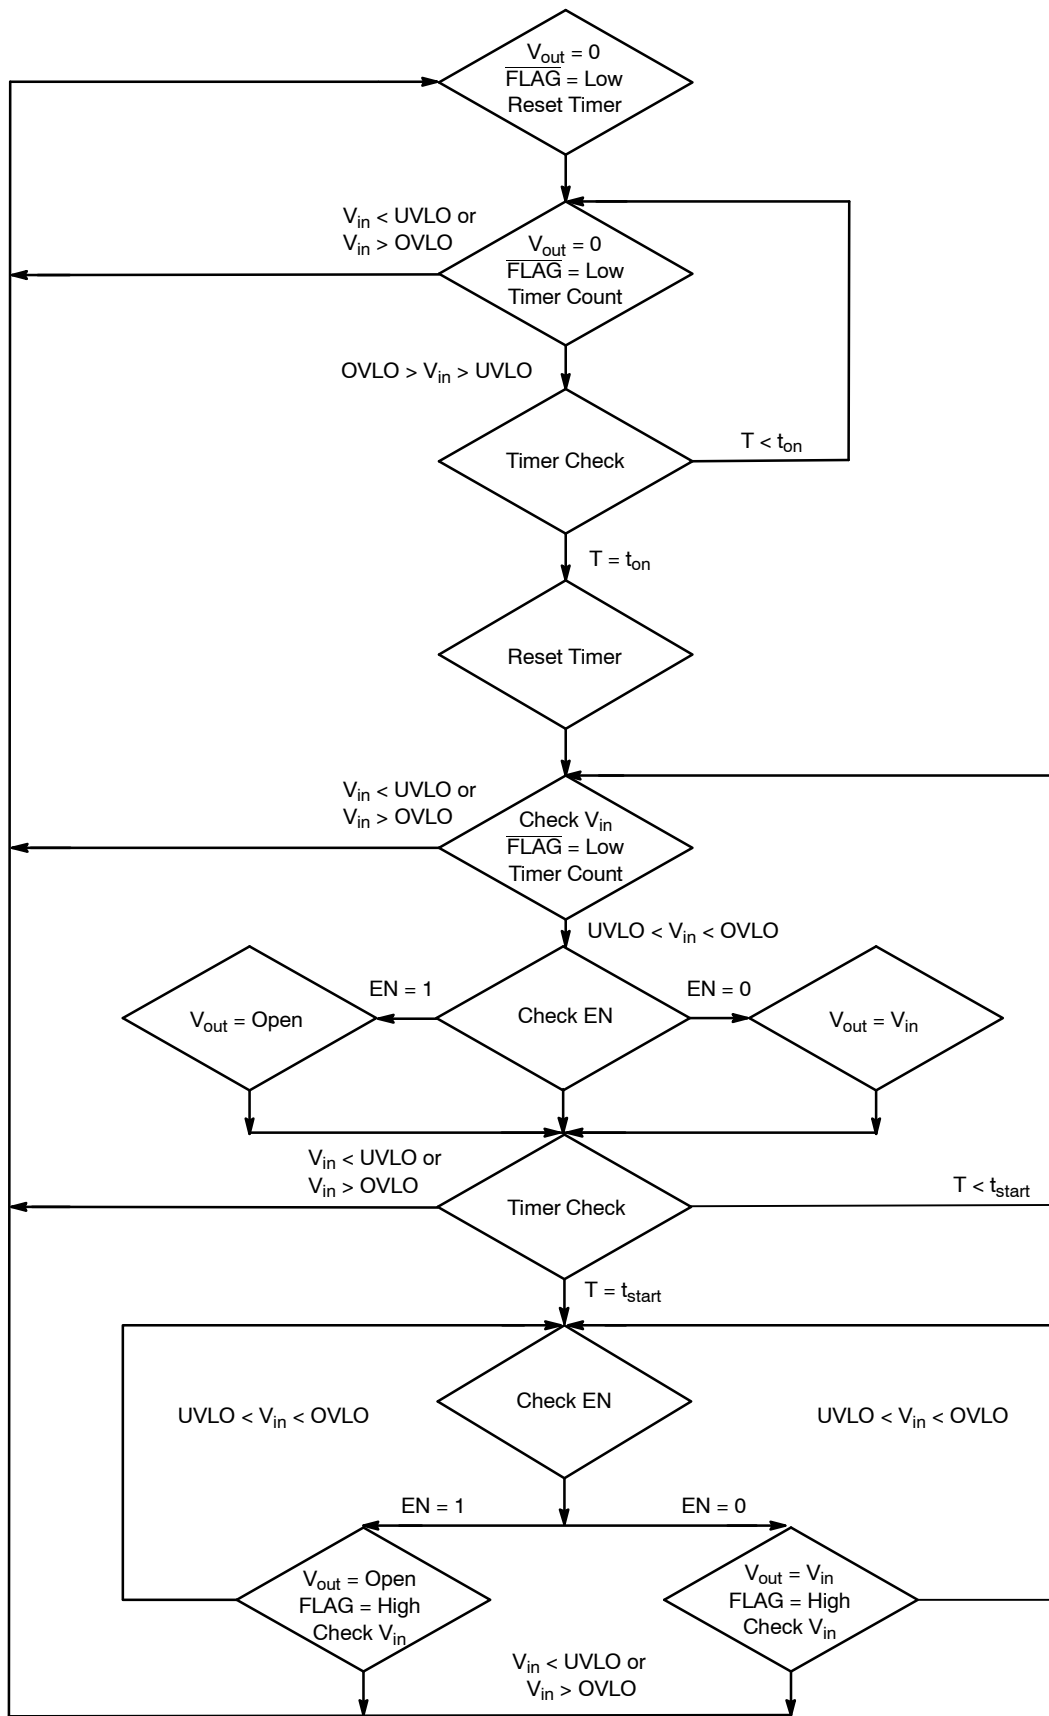 Vout = 0
FLAG = Low
Reset Timer
Vin < UVLO or
Vin > OVLO
Vout = 0
FLAG = Low
Timer Count
OVLO > Vin > UVLO
Timer Check
T < ton
T = ton
Reset Timer
Vin < UVLO or
Vin > OVLO
Check Vin
FLAG = Low
Timer Count
UVLO < Vin < OVLO
Vout = Open
EN = 1
Check EN
EN = 0
Vout = Vin
Vin < UVLO or
Vin > OVLO
Timer Check
T < tstart
T = tstart
Check EN
UVLO < Vin < OVLO
UVLO < Vin < OVLO
EN = 1
EN = 0
Vout = Open
FLAG = High
Check Vin
Vout = Vin
FLAG = High
Check Vin
Vin < UVLO or
Vin > OVLO